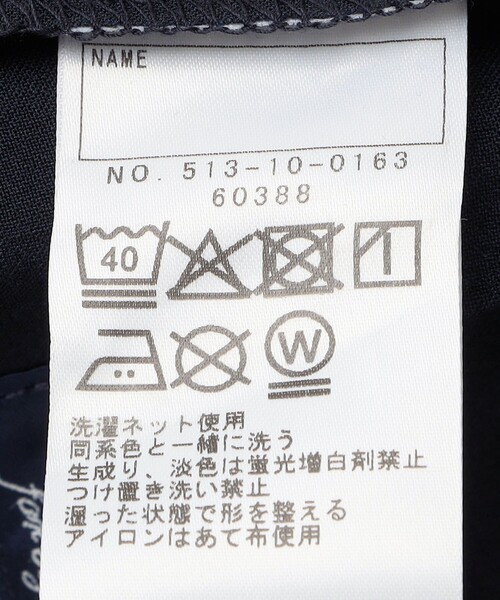 NAME
NO. 513-10-0163
60388
40
W
洗濯ネット使用
同系色と一緒に洗う
生成り、淡色は蛍光増白剤禁止
つけ置き洗い禁止
湿った状態で形を整える
アイロンはあて布使用